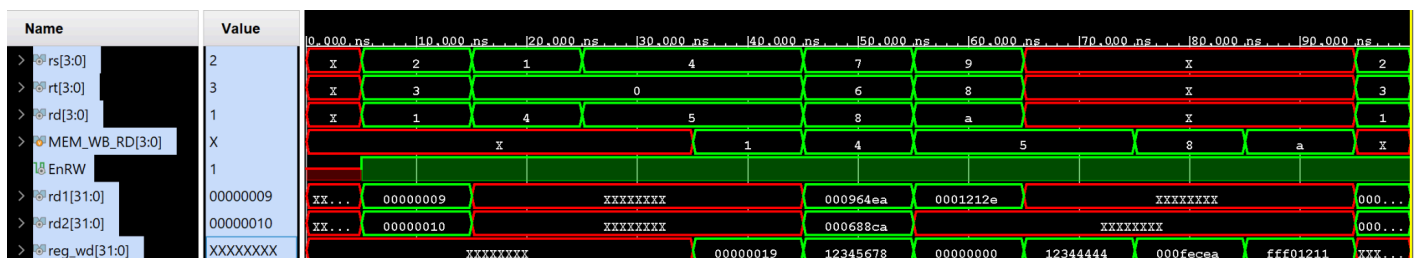 Name Value
0.000 ns 10.000 ns 20.000 ns 30.000 ns 40.000 ns 50.000 ns 60.000 ns 70.000 ns 80.000 ns 90.000 ns
rs[3:0] 2 X 2 1 4 7 9 X 2
rt[3:0] 3 X 3 0 6 8 X 3
rd[3:0] 1 X 1 4 5 8 a X 1
MEM_WB_RD[3:0] X X 1 4 5 8 a X
EnRW 1
rd1[31:0] 00000009 XX... 00000009 XXXXXXXX 000964ea 0001212e XXXXXXXX 000...
rd2[31:0] 00000010 XX... 00000010 XXXXXXXX 000688ca XXXXXXXX 000...
reg_wd[31:0] XXXXXXXX XXXXXXXX 00000019 12345678 00000000 12344444 000fecea fff01211 XXX...